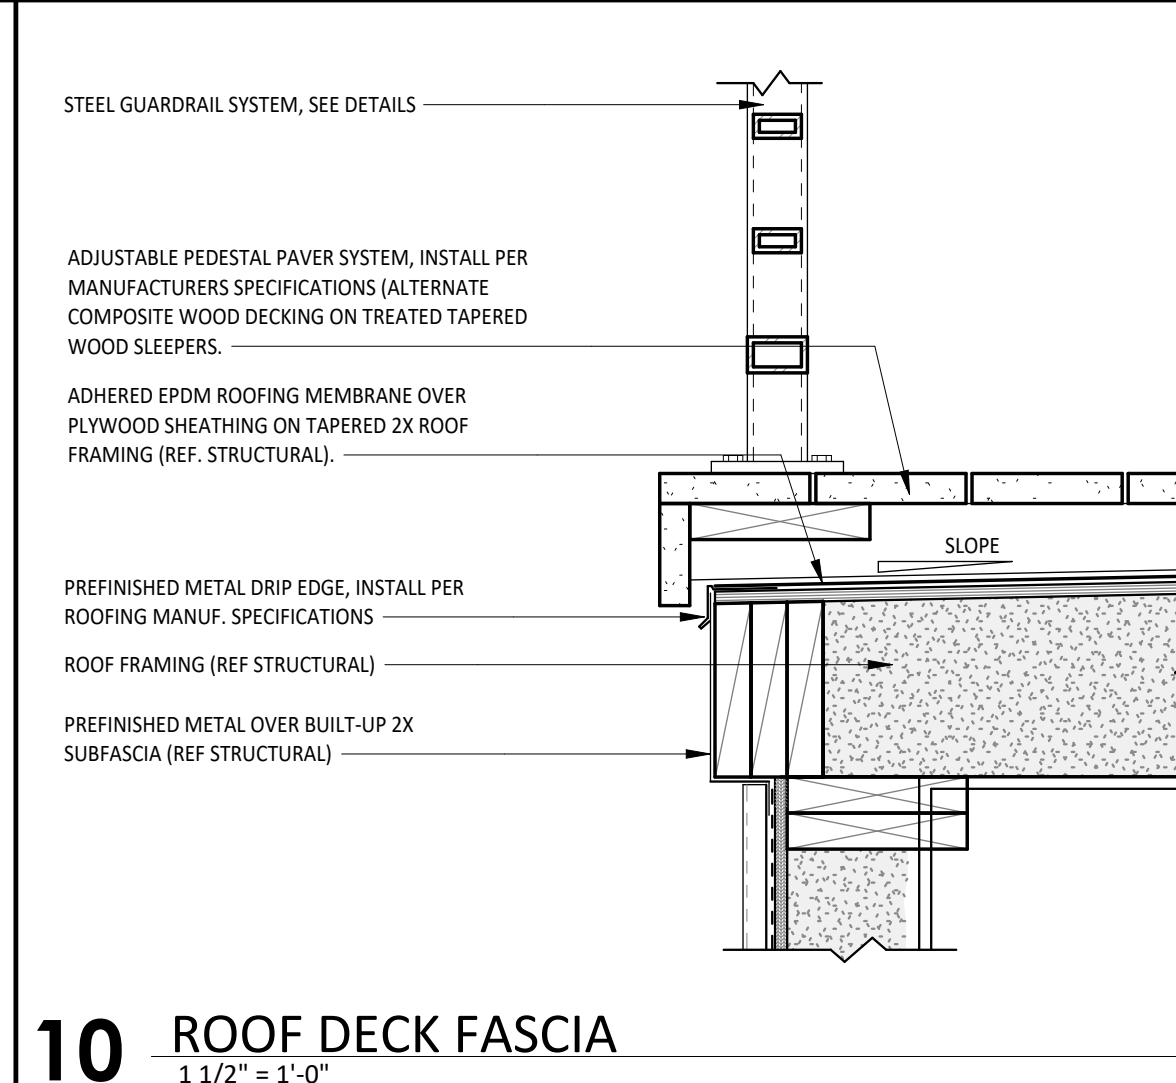 STEEL GUARDRAIL SYSTEM, SEE DETAILS
ADJUSTABLE PEDESTAL PAVER SYSTEM, INSTALL PER
MANUFACTURERS SPECIFICATIONS (ALTERNATE
COMPOSITE WOOD DECKING ON TREATED TAPERED
WOOD SLEEPERS.
ADHERED EPDM ROOFING MEMBRANE OVER
PLYWOOD SHEATHING ON TAPERED 2X ROOF
FRAMING (REF. STRUCTURAL).
SLOPE
PREFINISHED METAL DRIP EDGE, INSTALL PER
ROOFING MANUF. SPECIFICATIONS
ROOF FRAMING (REF STRUCTURAL)
PREFINISHED METAL OVER BUILT-UP 2X
SUBFASCIA (REF STRUCTURAL)
10 ROOF DECK FASCIA
1 1/2" = 1'-0"